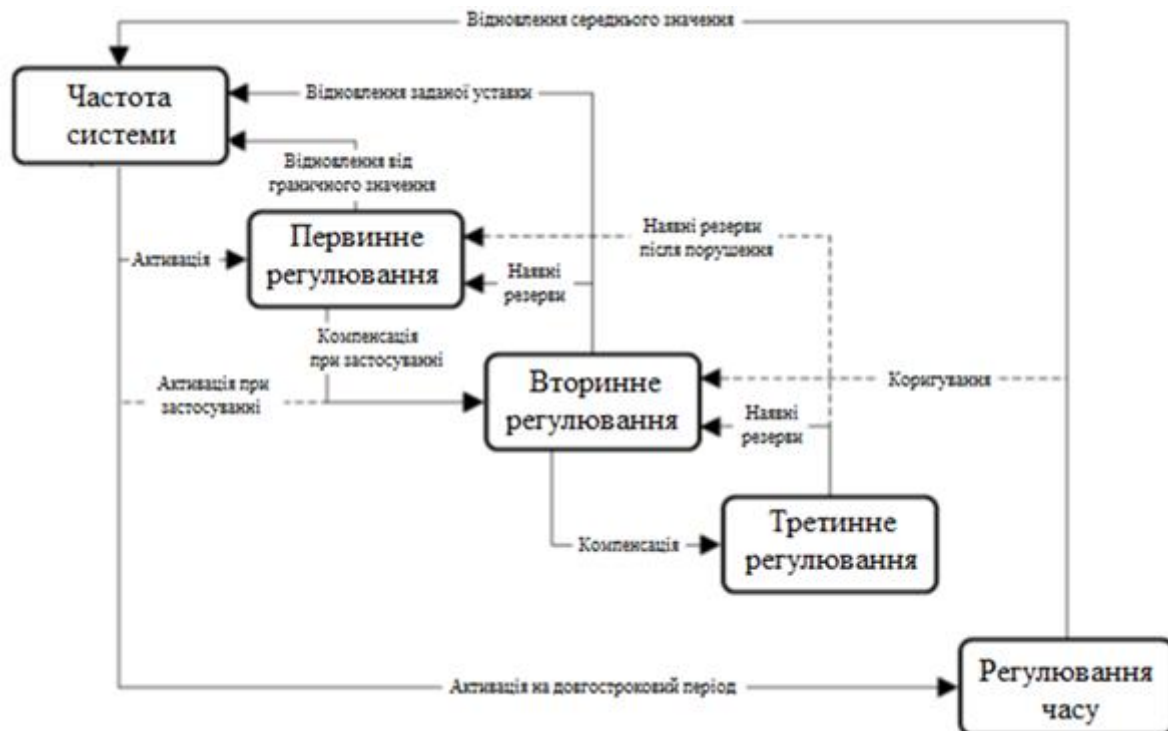 Відновлення середнього значення
Частота
системи
Відновлення заданої уставки
Відновлення від
граничного значення
Первинне
регулювання
Наявні резерви
після порушення
Активація
Наявні
резерви
Компенсація
при застосуванні
Вторинне
регулювання
Коригування
Активація при
застосуванні
Наявні
резерви
Третинне
регулювання
Компенсація
Регулювання
часу
Активація на довгостроковий період